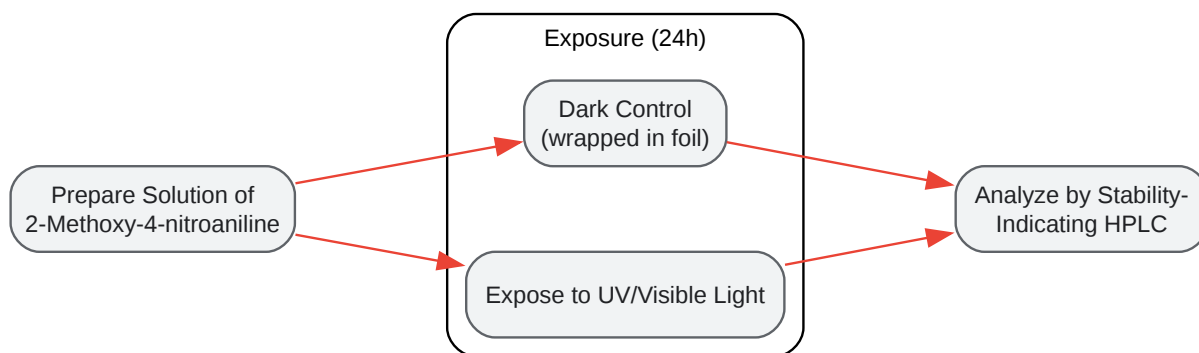 Exposure (24h)
Dark Control
(wrapped in foil)
Prepare Solution of
2-Methoxy-4-nitroaniline
Analyze by Stability-
Indicating HPLC
Expose to UV/Visible Light